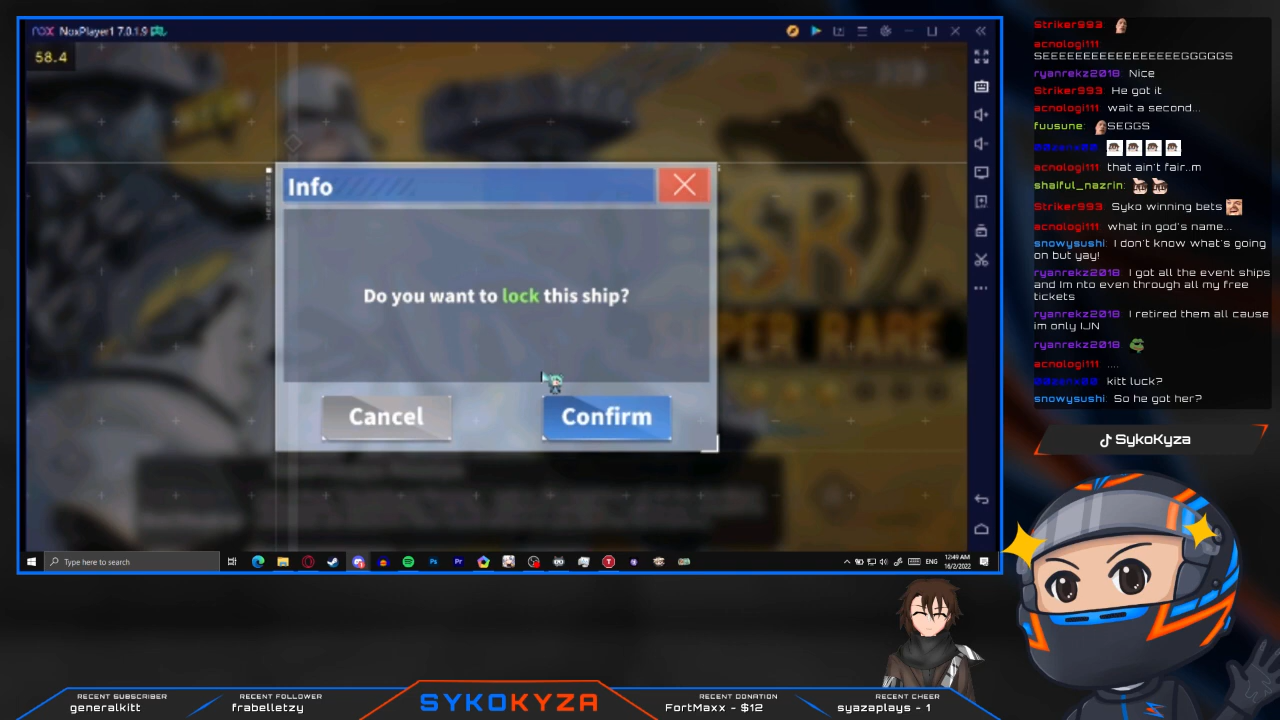 NoxPlayer1 7.0.1.9
58.4
Info
Do you want to lock this ship?
Cancel
Confirm
SR
SUPER RARE
Type here to search
ENG
12:49 AM
16/2/2022
Striker993
acnologi111
SEEEEEEEEEEEEEEEEEGGGGGS
ryanrekz2018 Nice
Striker993 He got it
acnologi111 wait a second...
fuusune: SEGGS
acnologi111 that ain't fair..m
shaiful_nazrin:
Striker993 Syko winning bets
acnologi111 what in god's name...
snowysushi: I don't know what's going
on but yay!
ryanrekz2018 I got all the event ships
and Im nto even through all my free
tickets
ryanrekz2018 I retired them all cause
im only IJN
ryanrekz2018
acnologi111 ....
kitt luck?
snowysushi: So he got her?
SykoKyza
RECENT SUBSCRIBER
generalkitt
RECENT FOLLOWER
frabelletzy
SYKOKYZA
RECENT DONATION
FortMaxx - $12
RECENT CHEER
syazaplays - 1